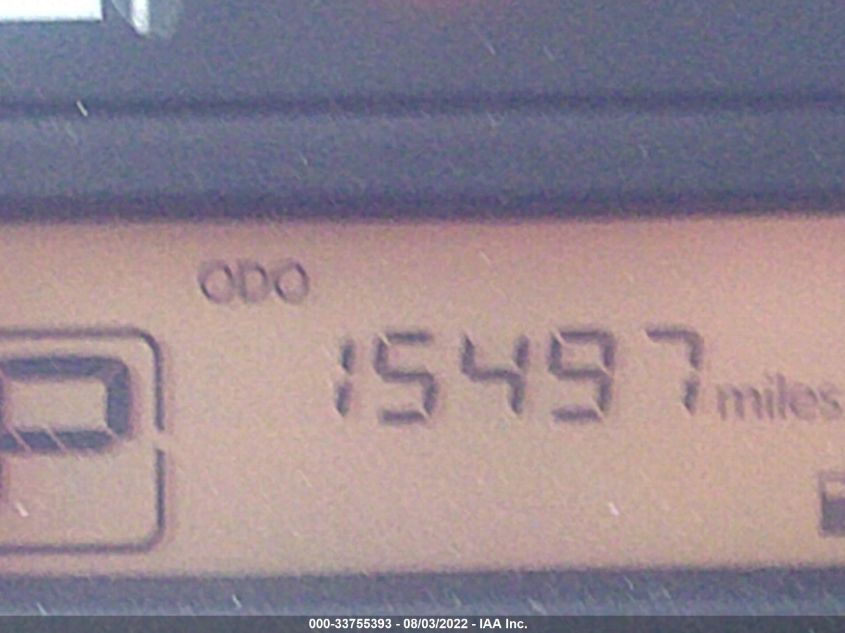 ODO
P 15497 miles
000-33755393 - 08/03/2022 - IAA Inc.